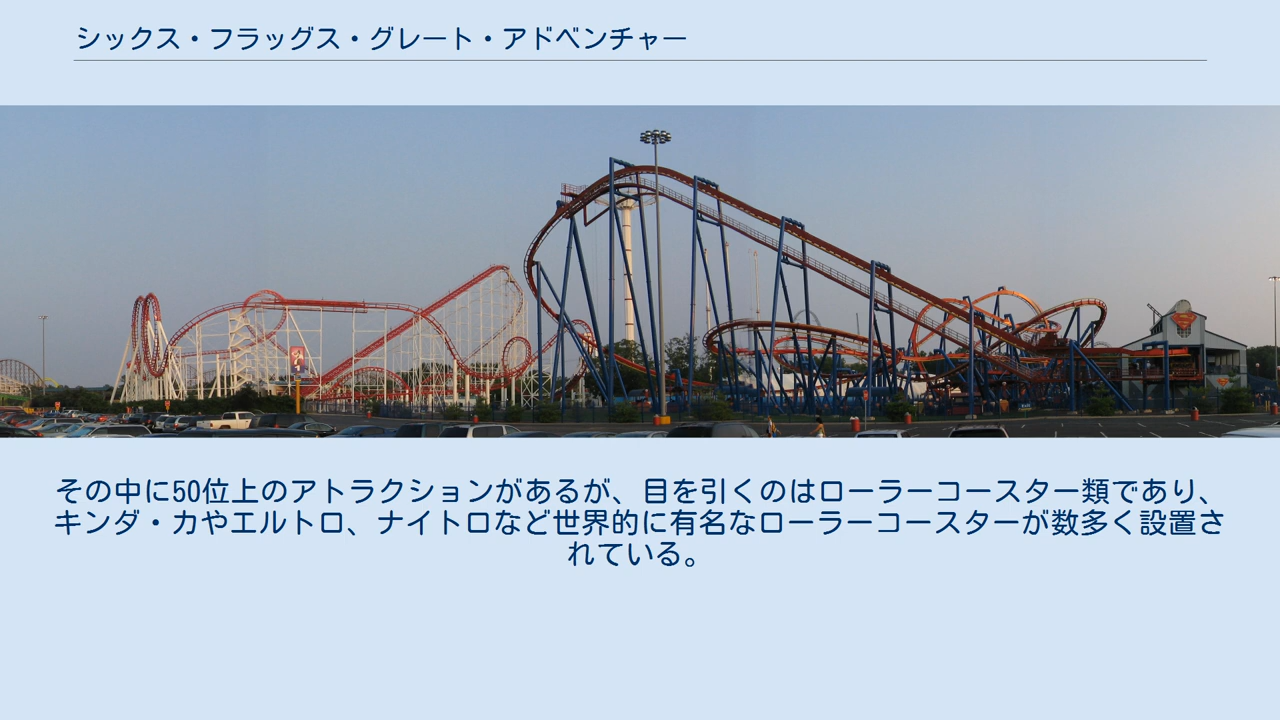 シックス・フラッグス・グレート・アドベンチャー
その中に50位上のアトラクションがあるが、目を引くのはローラーコースター類であり、
キンダ・カやエルトロ、ナイトロなど世界的に有名なローラーコースターが数多く設置さ
れている。